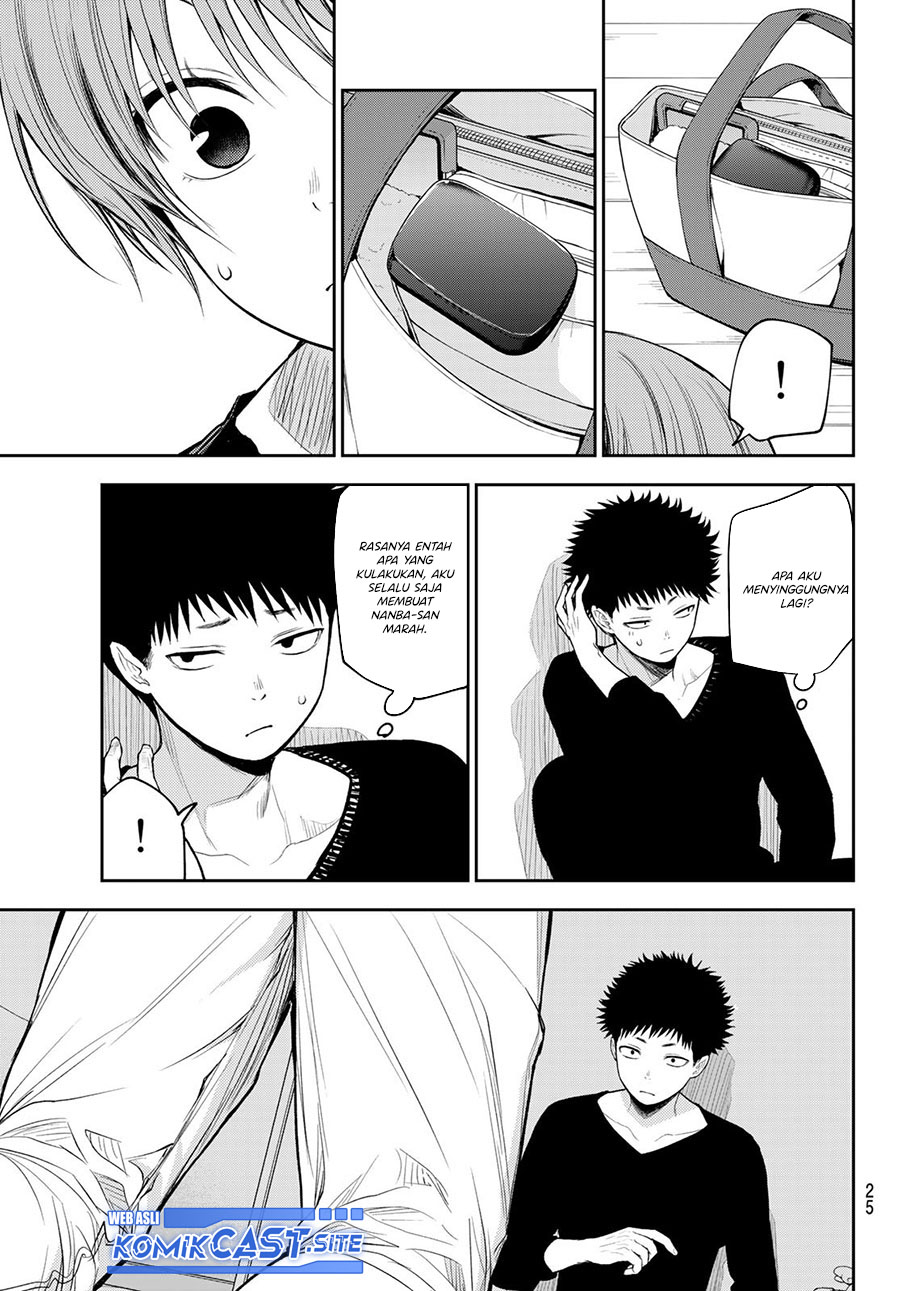 !
APA AKU
MENYINGGUNGNYA
LAGI?
RASANYA ENTAH
APA YANG
KULAKUKAN, AKU
SELALU SAJA
MEMBUAT
NANBA-SAN
MARAH.
!
25
WEB ASLI
KOMIKCAST.SITE